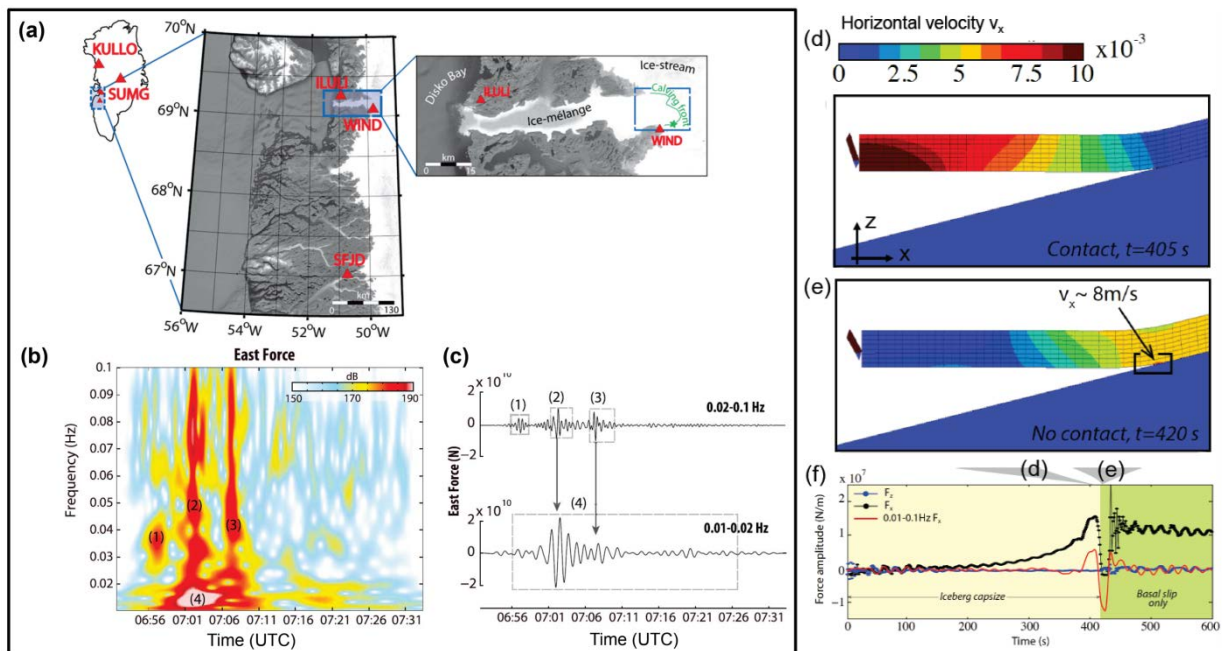 (a)
KULLO
SUMG
70°N
69°N
68°N
67°N
56°W
54°W
52°W
50°W
ILULI
WIND
SFJD
km
0
130
Disko Bay
ILULI
Ice-mélange
Ice-stream
Calving front
WIND
km
0
15
(b)
East Force
dB
150
170
190
Frequency (Hz)
0.1
0.09
0.08
0.07
0.06
0.05
0.04
0.03
0.02
(1)
(2)
(3)
(4)
06:56
07:01
07:06
07:11
07:16
07:21
07:26
07:31
Time (UTC)
(c)
East Force (N)
2
0
−2
(1)
(2)
(3)
0.02-0.1 Hz
2 x 10^10
0
−2
(4)
0.01-0.02 Hz
06:56
07:01
07:06
07:11
07:16
07:21
07:26
07:31
Time (UTC)
(d)
Horizontal velocity v_x
x10^-3
0 2.5 5 7.5 10
z
x
Contact, t=405 s
(e)
v_x ~ 8m/s
No contact, t=420 s
(f)
(d)
(e)
x 10^7
Force amplitude (N/m)
2
1
0
−1
F_z
F_x
0.01-0.1Hz F_x
Iceberg capsize
Basal slip
only
0 100 200 300 400 500 600
Time (s)